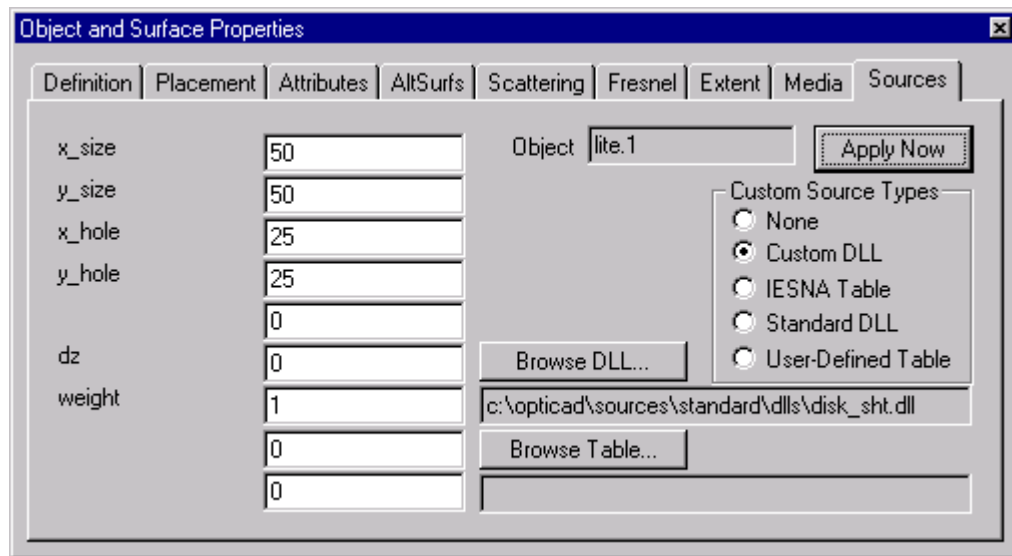 Object and Surface Properties
Definition Placement Attributes AltSurfs Scattering Fresnel Extent Media Sources
x_size 50 Object lite.1 Apply Now
y_size 50 Custom Source Types
None
x_hole 25
Custom DLL
y_hole 25
IESNA Table
0
Standard DLL
dz 0 Browse DLL... User-Defined Table
weight 1 c:\opticad\sources\standard\dlls\disk_sht.dll
0 Browse Table...
0